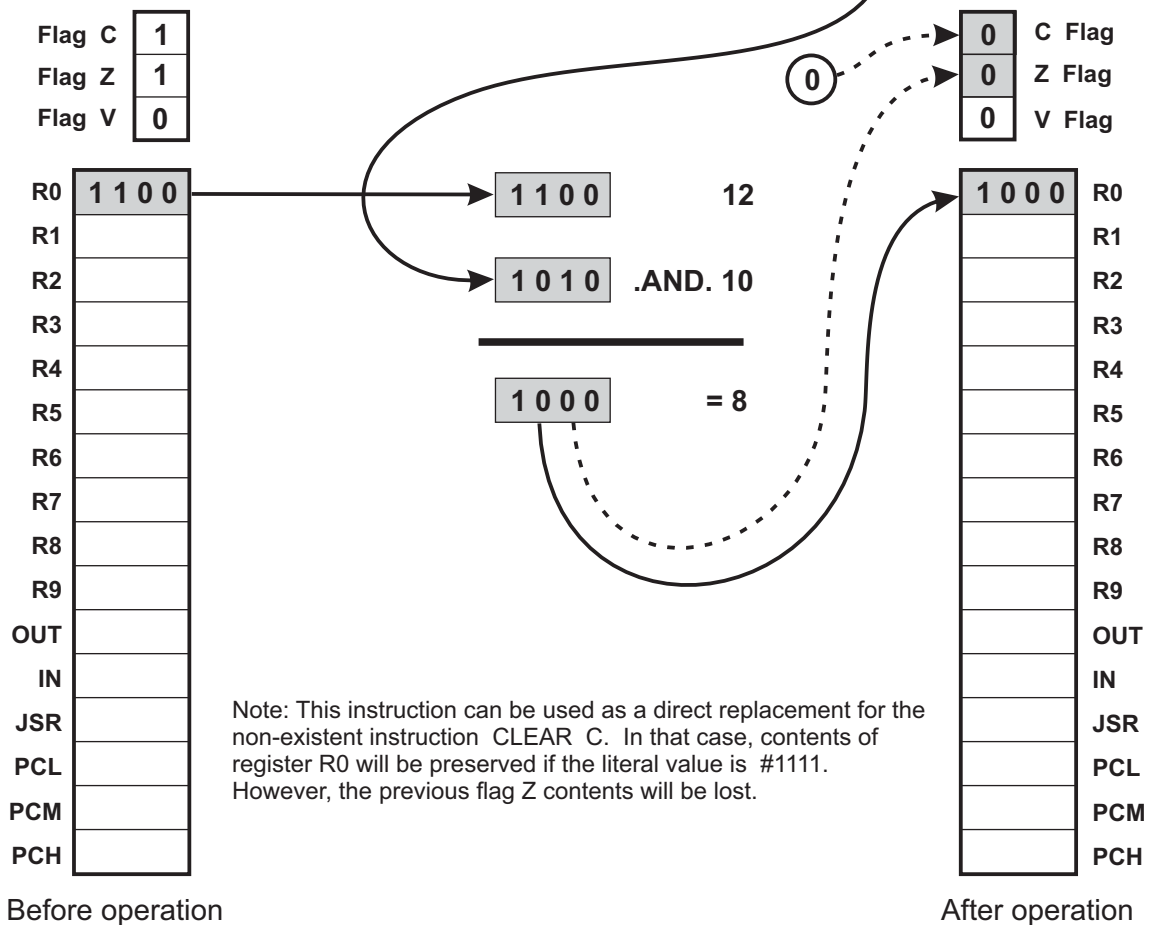 Flag C 1
Flag Z 1
Flag V 0
0
0 C Flag
0 Z Flag
0 V Flag
R0 1 1 0 0
R1
R2
R3
R4
R5
R6
R7
R8
R9
OUT
IN
JSR
PCL
PCM
PCH
1 1 0 0 12
1 0 1 0 .AND. 10
1 0 0 0 = 8
Note: This instruction can be used as a direct replacement for the
non-existent instruction CLEAR C. In that case, contents of
register R0 will be preserved if the literal value is #1111.
However, the previous flag Z contents will be lost.
1 0 0 0 R0
R1
R2
R3
R4
R5
R6
R7
R8
R9
OUT
IN
JSR
PCL
PCM
PCH
Before operation
After operation